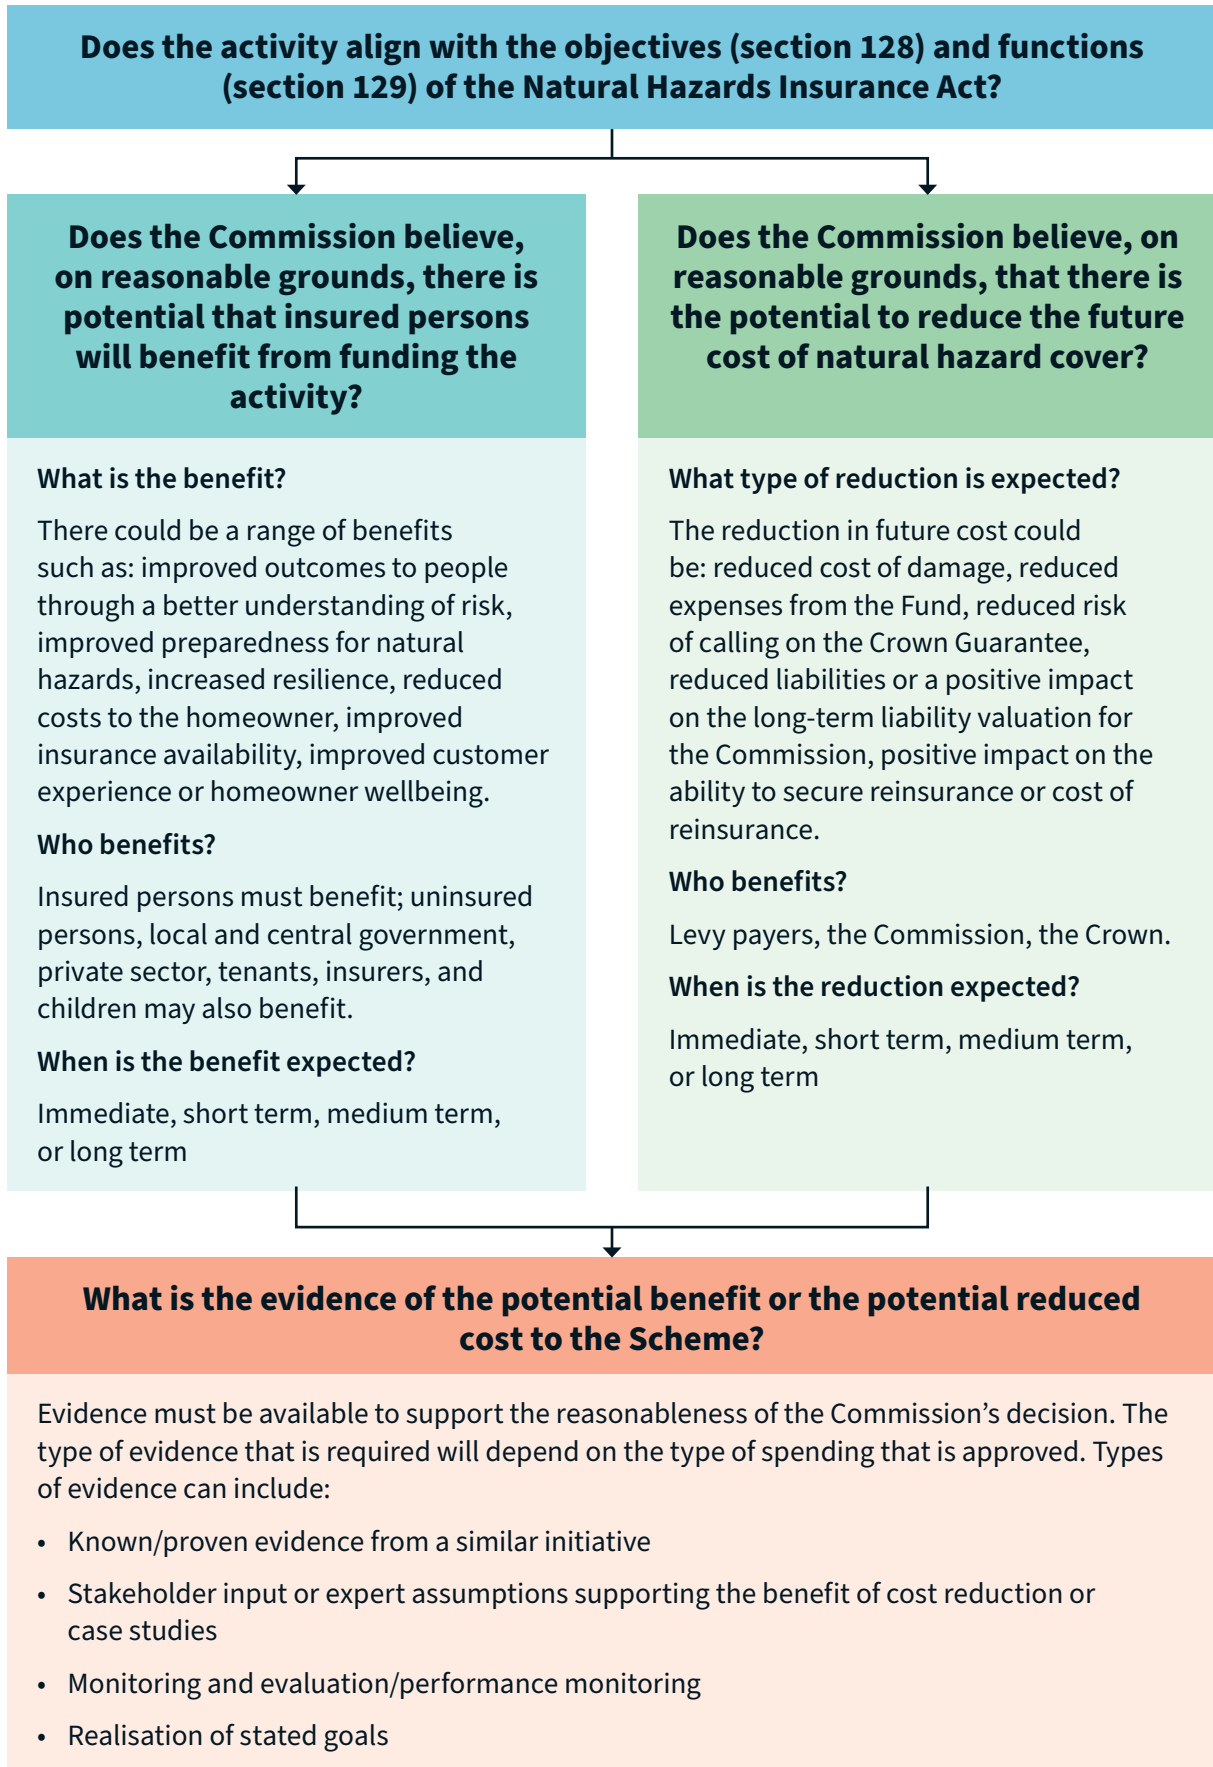 Does the activity align with the objectives (section 128) and functions
(section 129) of the Natural Hazards Insurance Act?
Does the Commission believe,
on reasonable grounds, there is
potential that insured persons
will benefit from funding the
activity?
What is the benefit?
There could be a range of benefits
such as: improved outcomes to people
through a better understanding of risk,
improved preparedness for natural
hazards, increased resilience, reduced
costs to the homeowner, improved
insurance availability, improved customer
experience or homeowner wellbeing.
Who benefits?
Insured persons must benefit; uninsured
persons, local and central government,
private sector, tenants, insurers, and
children may also benefit.
When is the benefit expected?
Immediate, short term, medium term,
or long term
Does the Commission believe, on
reasonable grounds, that there is
the potential to reduce the future
cost of natural hazard cover?
What type of reduction is expected?
The reduction in future cost could
be: reduced cost of damage, reduced
expenses from the Fund, reduced risk
of calling on the Crown Guarantee,
reduced liabilities or a positive impact
on the long-term liability valuation for
the Commission, positive impact on the
ability to secure reinsurance or cost of
reinsurance.
Who benefits?
Levy payers, the Commission, the Crown.
When is the reduction expected?
Immediate, short term, medium term,
or long term
What is the evidence of the potential benefit or the potential reduced
cost to the Scheme?
Evidence must be available to support the reasonableness of the Commission’s decision. The
type of evidence that is required will depend on the type of spending that is approved. Types
of evidence can include:
• Known/proven evidence from a similar initiative
• Stakeholder input or expert assumptions supporting the benefit of cost reduction or
case studies
• Monitoring and evaluation/performance monitoring
• Realisation of stated goals